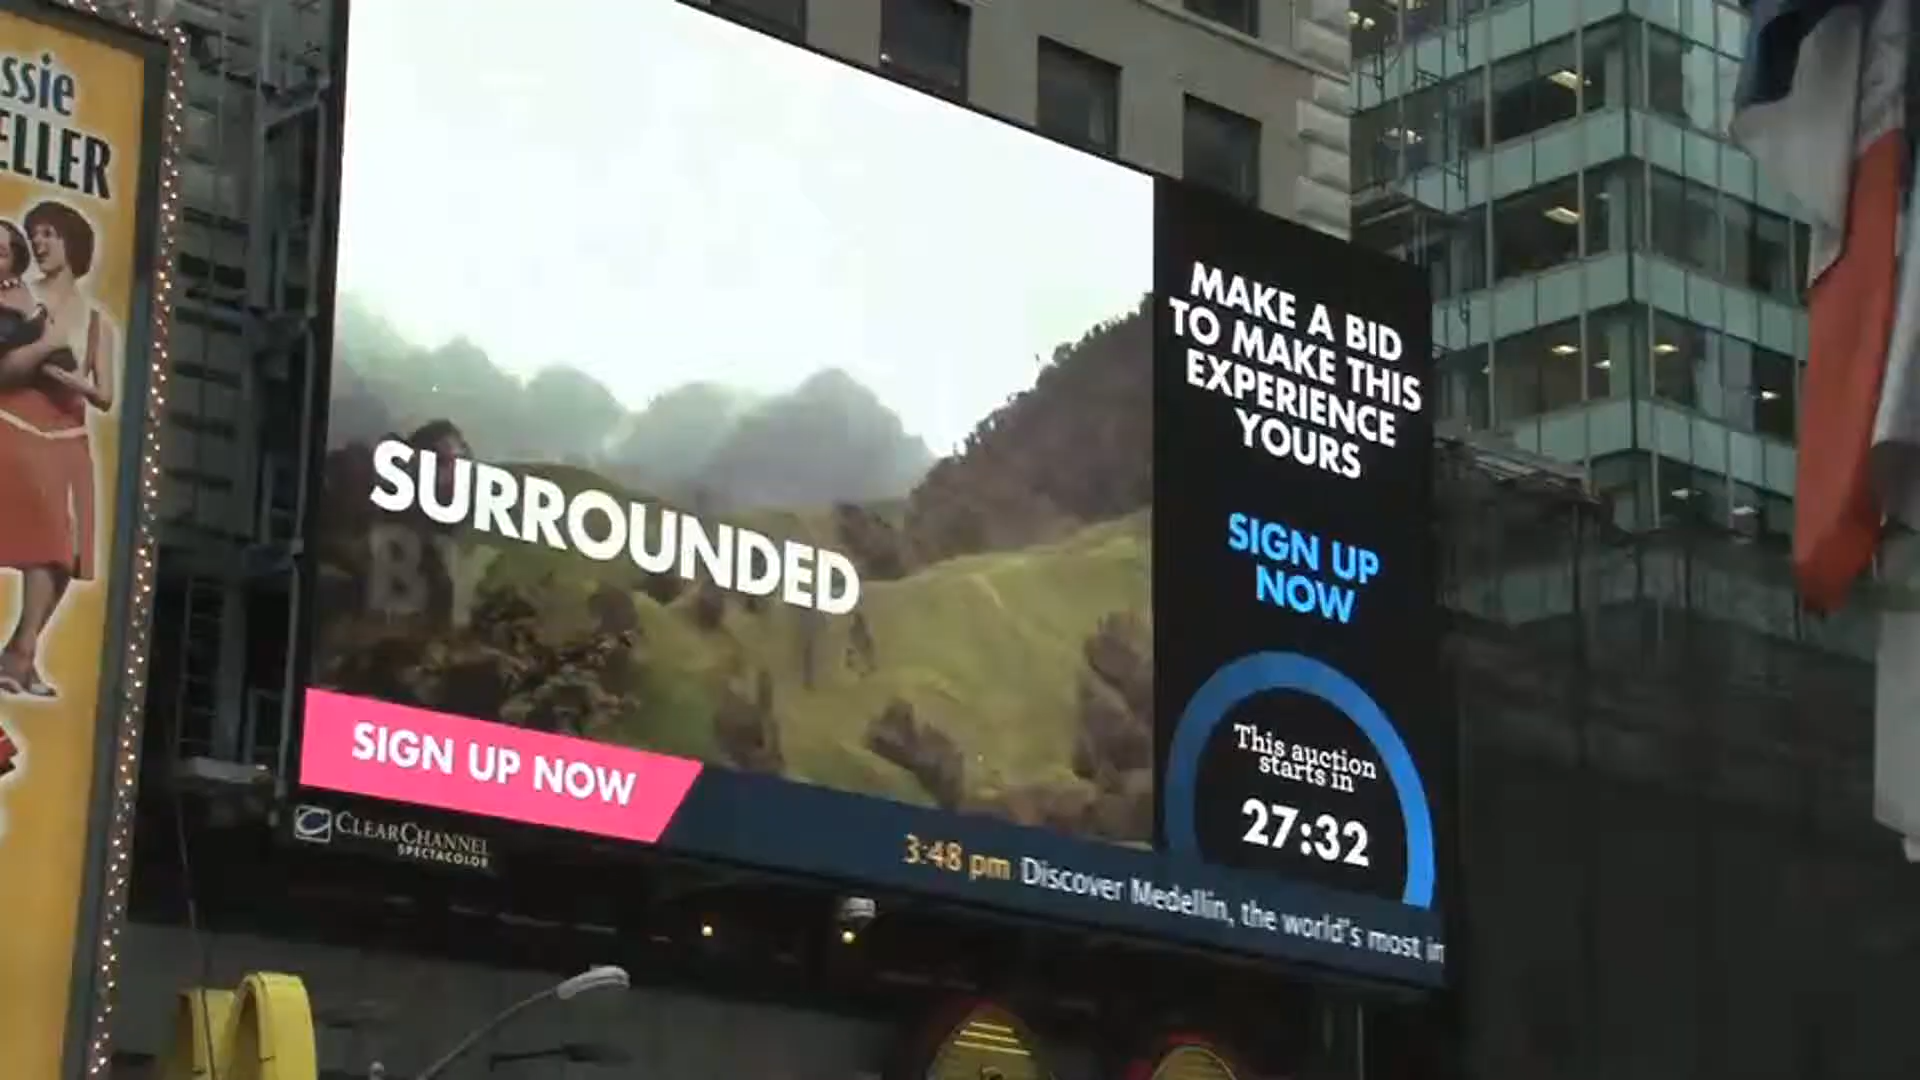 ssie
ELLER
SURROUNDED
SIGN UP NOW
MAKE A BID
TO MAKE THIS
EXPERIENCE
YOURS
SIGN UP
NOW
This auction
starts in
27:32
3:48 pm Discover Medellin, the world's most in
CLEARCHANNEL
SPECTACOLOR